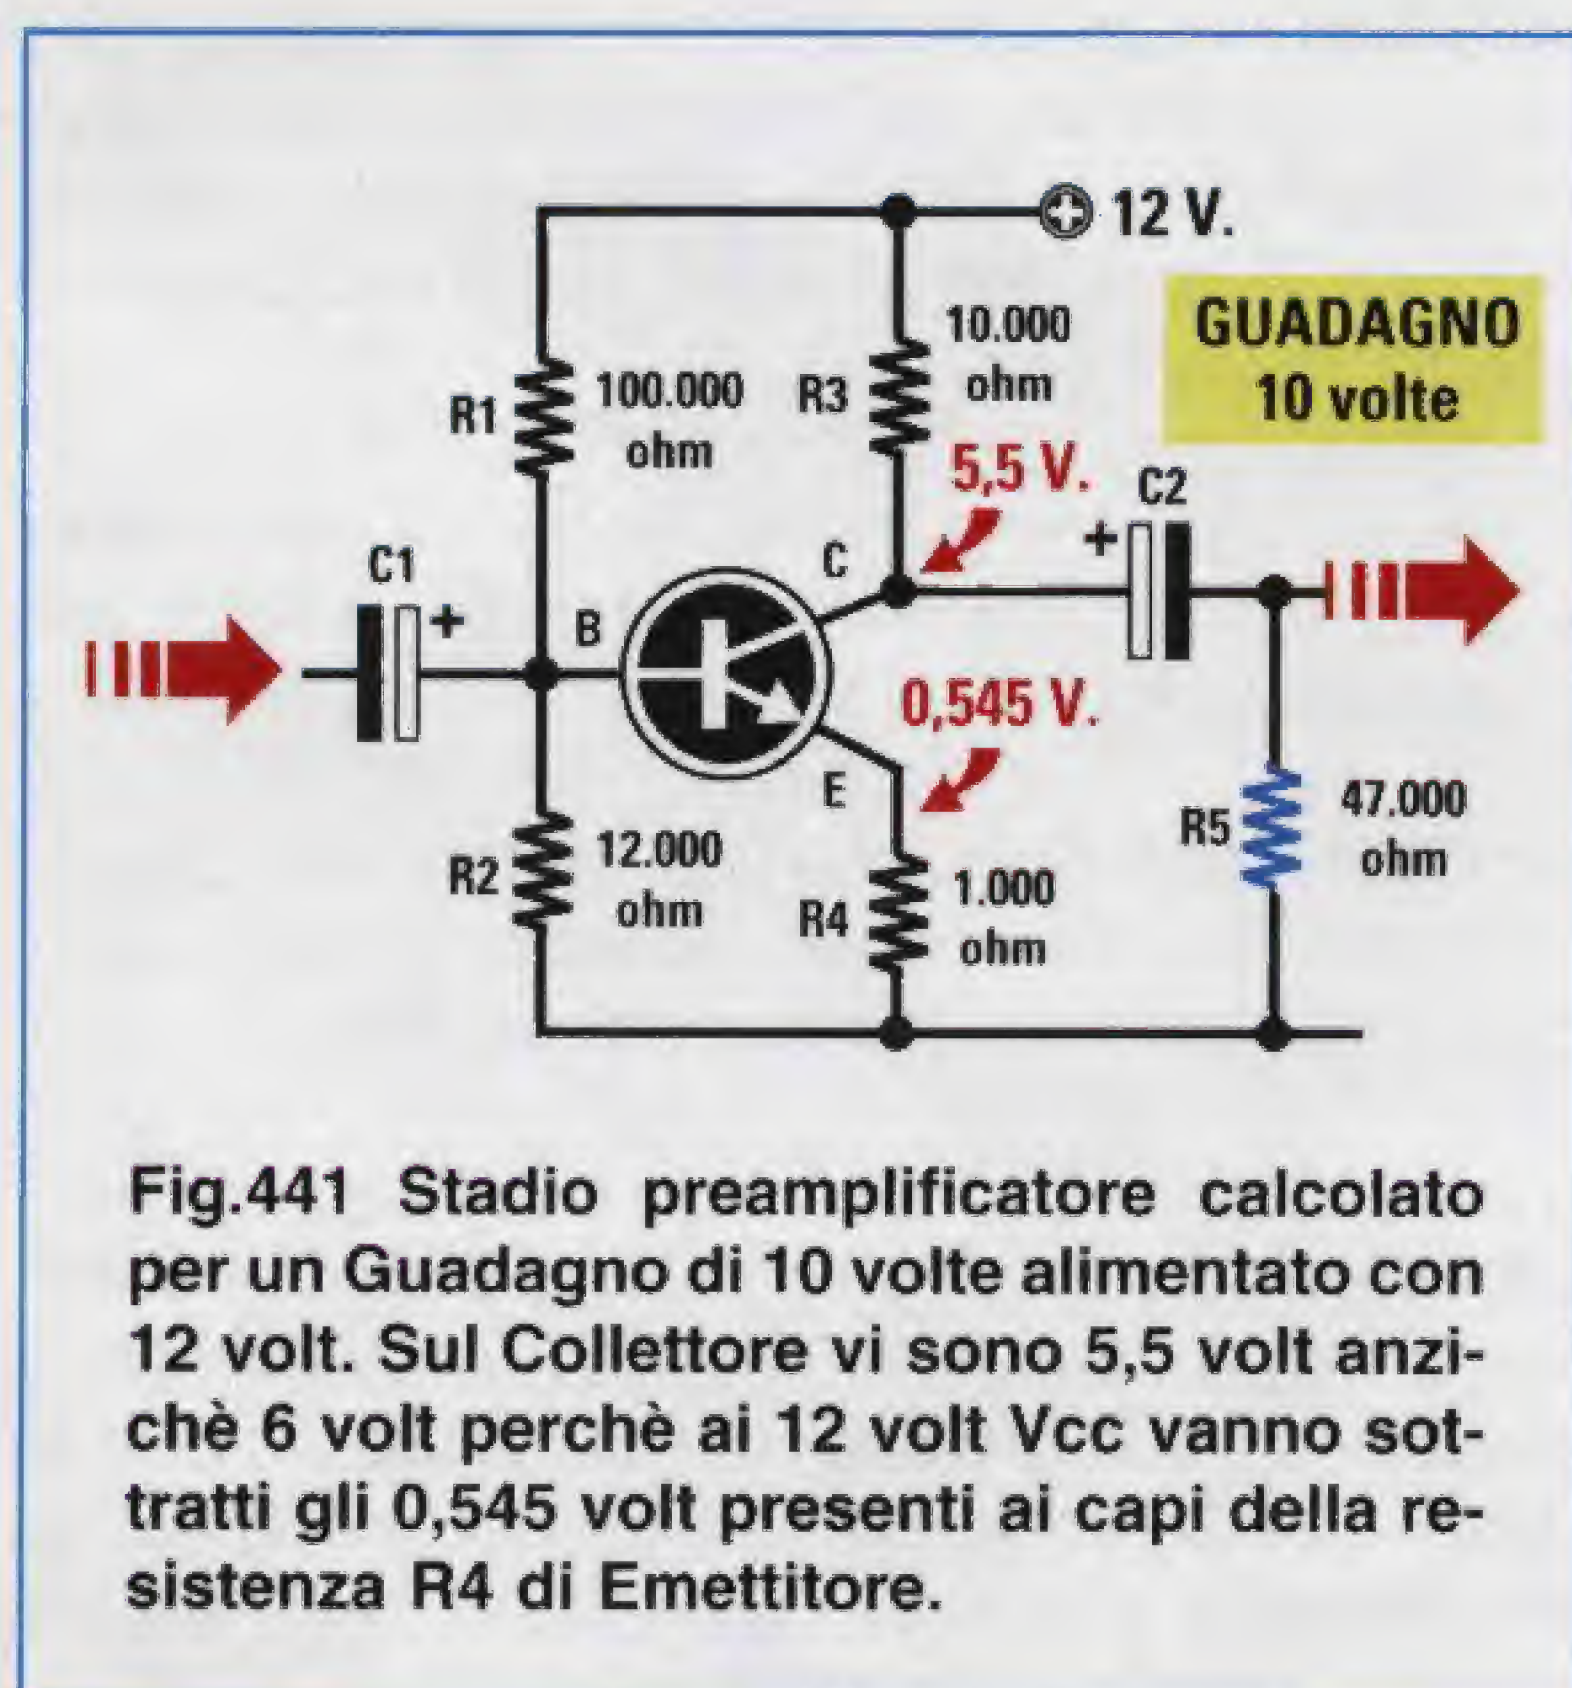 12 V.
GUADAGNO
10 volte
10.000
ohm
R3
R1
100.000
ohm
5,5 V.
C2
+
C1
+
C
B
0,545 V.
E
R2
12.000
ohm
R4
1.000
ohm
R5
47.000
ohm
Fig.441 Stadio preamplificatore calcolato
per un Guadagno di 10 volte alimentato con
12 volt. Sul Collettore vi sono 5,5 volt anzi-
chè 6 volt perchè ai 12 volt Vcc vanno sot-
tratti gli 0,545 volt presenti ai capi della re-
sistenza R4 di Emettitore.